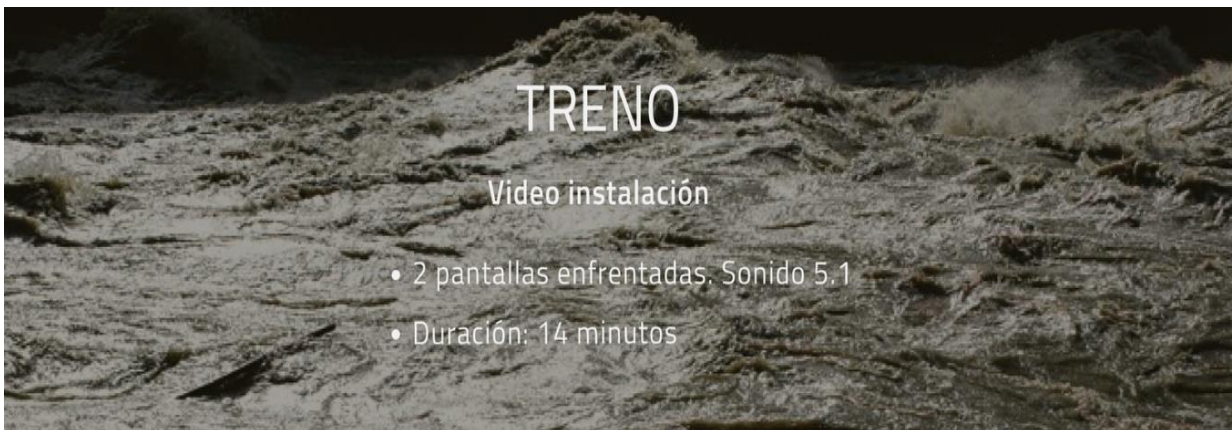 TRENO
Video instalación
• 2 pantallas enfrentadas. Sonido 5.1
• Duración: 14 minutos